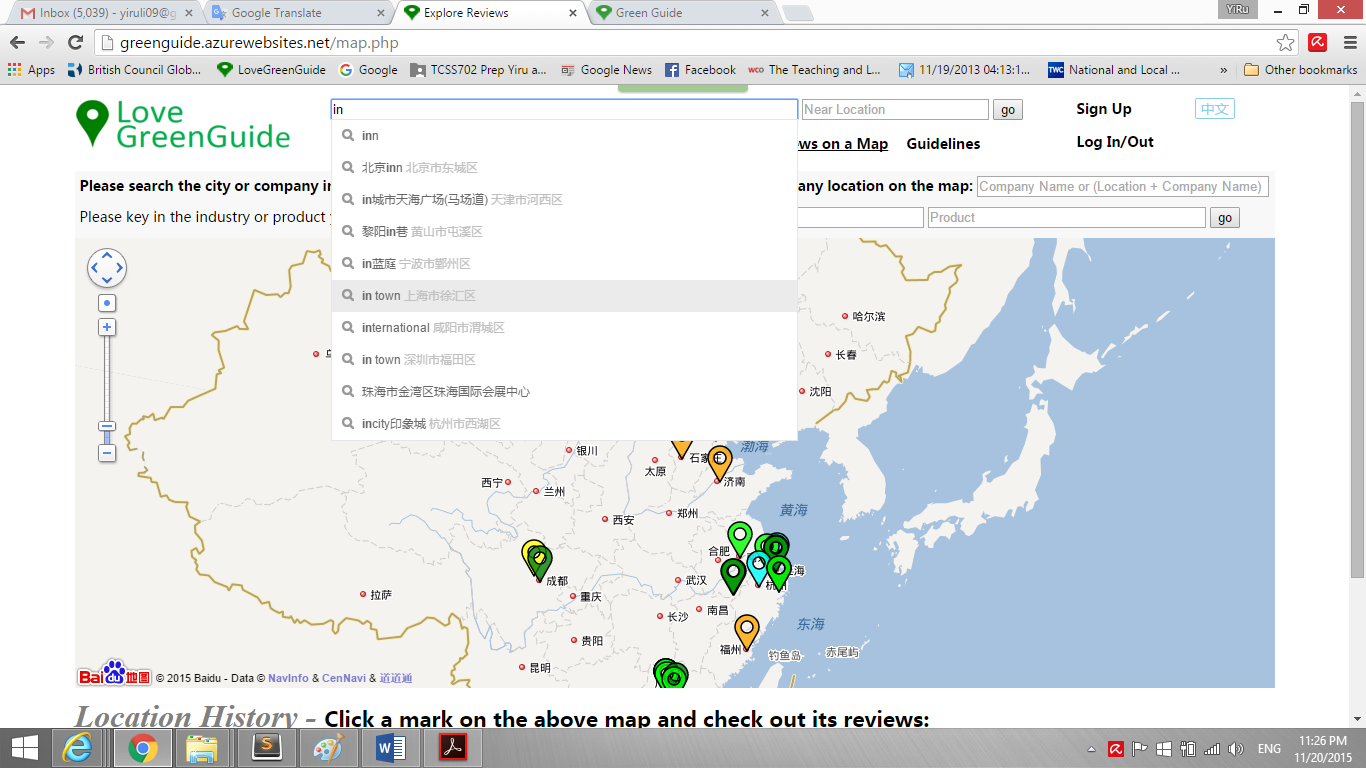 Inbox (5,039) - yiruli09@g
Google Translate
Explore Reviews
Green Guide
YiRu
greenguide.azurewebsites.net/map.php
Apps
British Council Glob...
LoveGreenGuide
Google
TCSS702 Prep Yiru a...
Google News
Facebook
The Teaching and L...
11/19/2013 04:13:1...
National and Local ...
»
Other bookmarks
Love
GreenGuide
in
Near Location
go
Sign Up
中文
ws on a Map
Guidelines
Log In/Out
inn
北京inn 北京市东城区
in城市天海广场(马场道) 天津市河西区
黎阳in巷 黄山市屯溪区
in蓝庭 宁波市鄞州区
in town 上海市徐汇区
international 咸阳市渭城区
in town 深圳市福田区
珠海市金湾区珠海国际会展中心
incity印象城 杭州市西湖区
Please search the city or company in
any location on the map:
Company Name or (Location + Company Name)
Please key in the industry or product
Product
go
哈尔滨
长春
沈阳
渤海
银川
石家庄
太原
济南
西宁
兰州
黄海
西安
郑州
合肥
上海
成都
武汉
杭州
拉萨
重庆
南昌
长沙
东海
贵阳
福州
钓鱼岛
赤尾屿
昆明
Baidu地图
© 2015 Baidu - Data © NavInfo & CenNavi & 道道通
Location History - Click a mark on the above map and check out its reviews:
ENG
11:26 PM
11/20/2015